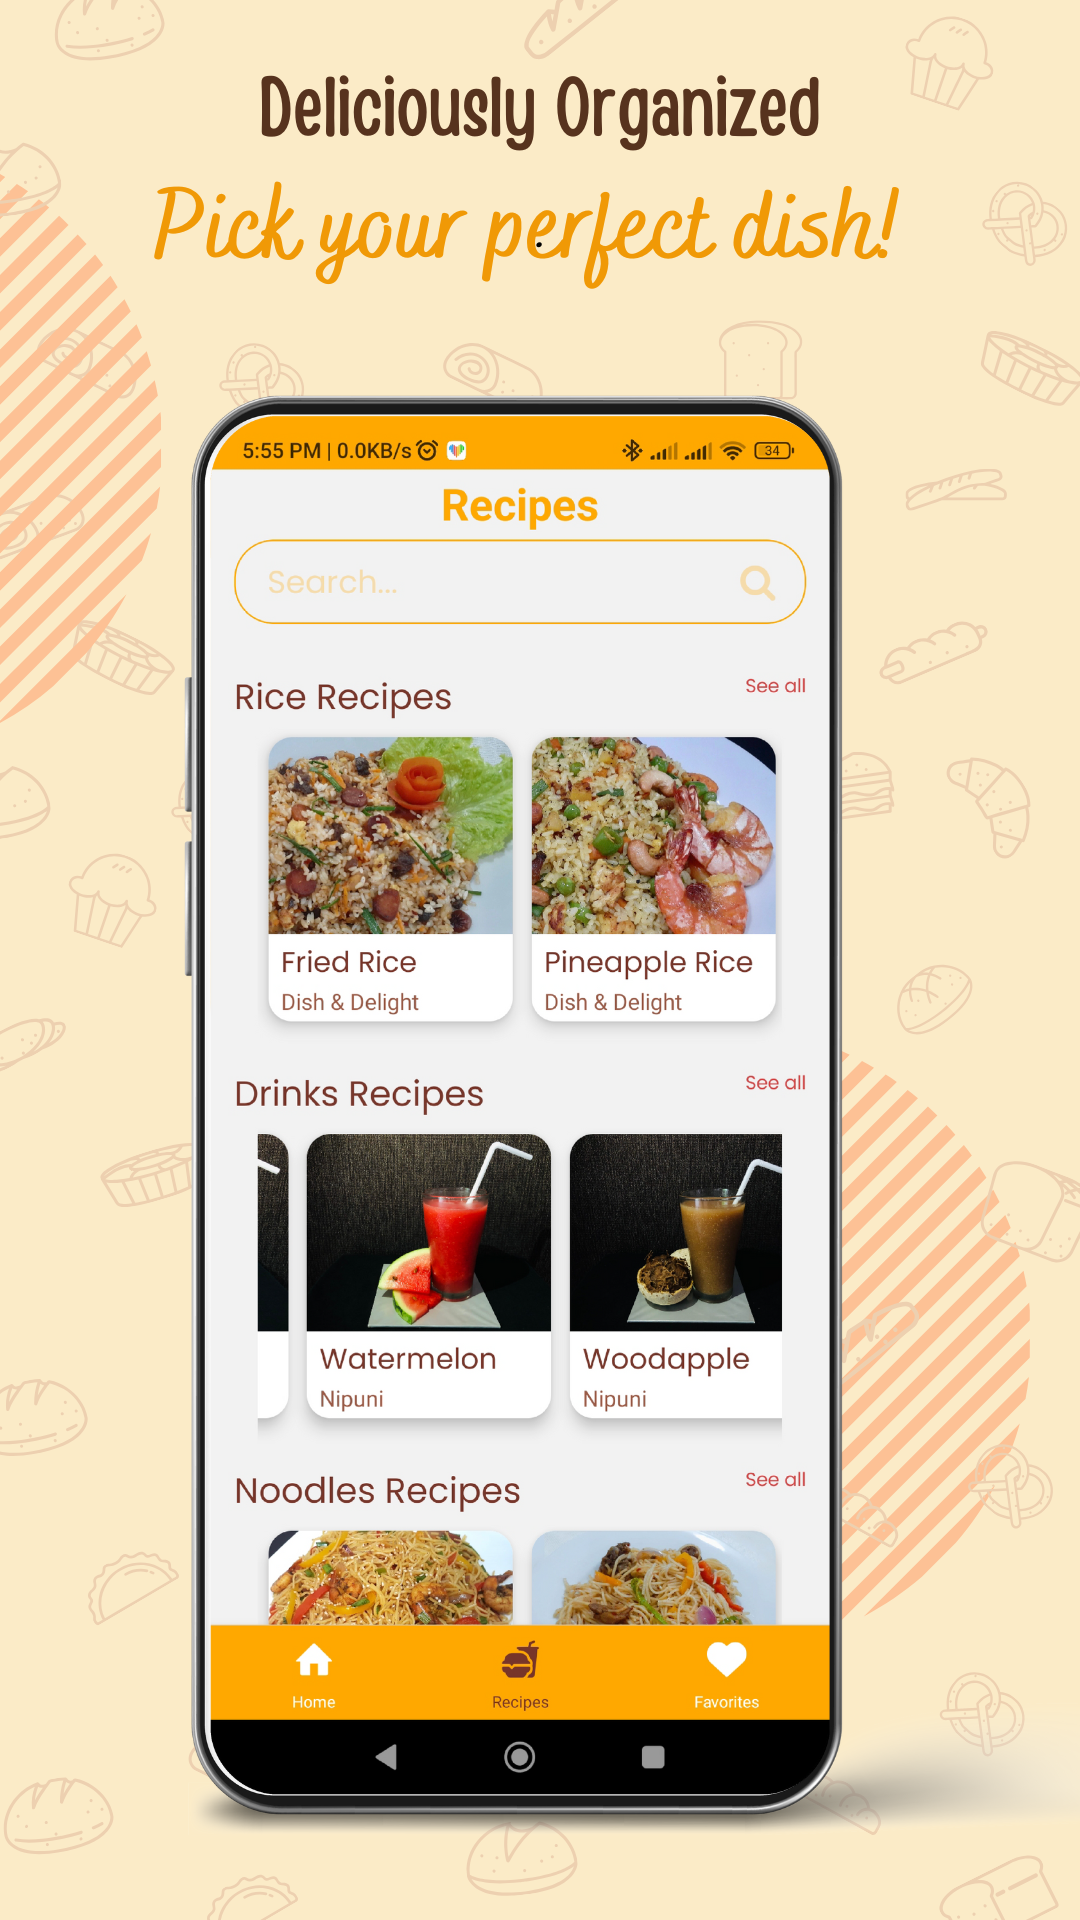 Deliciously Organized
Pick your perfect dish!
5:55 PM | 0.0KB/s
34
Recipes
Search...
Rice Recipes
See all
Fried Rice
Dish & Delight
Pineapple Rice
Dish & Delight
Drinks Recipes
See all
Watermelon
Nipuni
Woodapple
Nipuni
Noodles Recipes
See all
Home
Recipes
Favorites